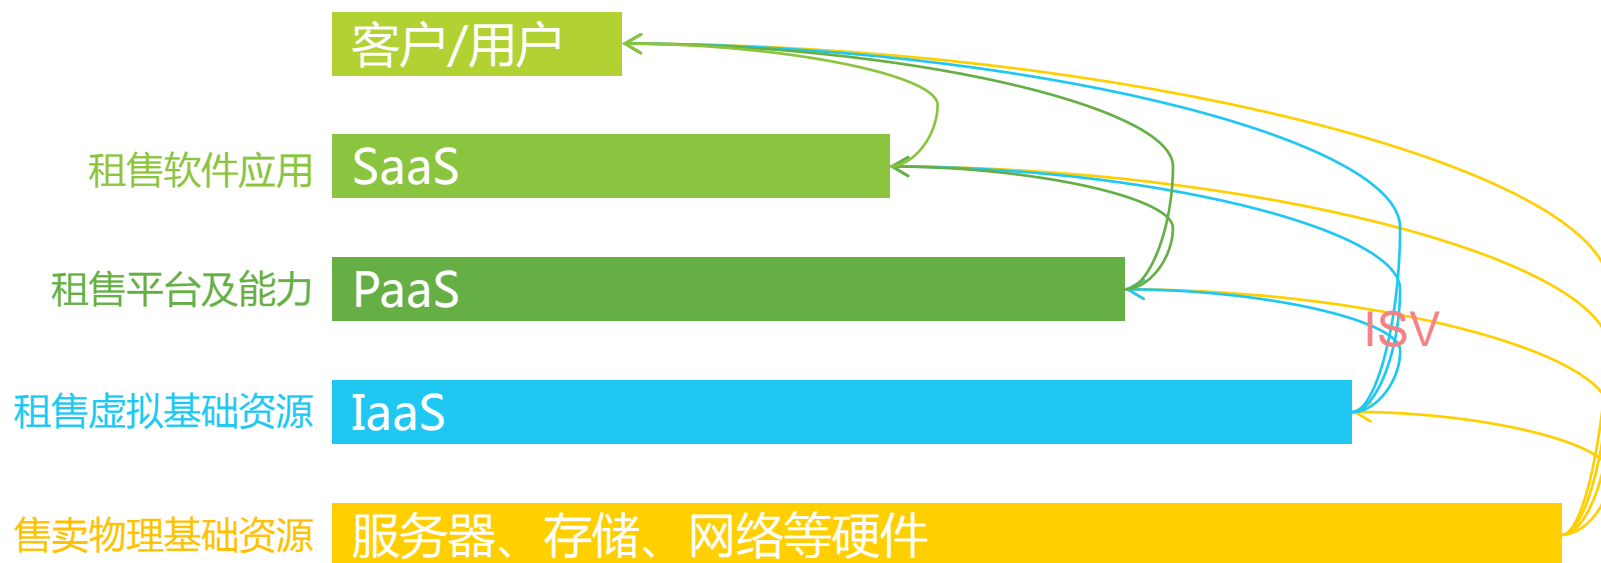 客户/用户
租售软件应用
SaaS
租售平台及能力
PaaS
ISV
租售虚拟基础资源
IaaS
售卖物理基础资源
服务器、存储、网络等硬件